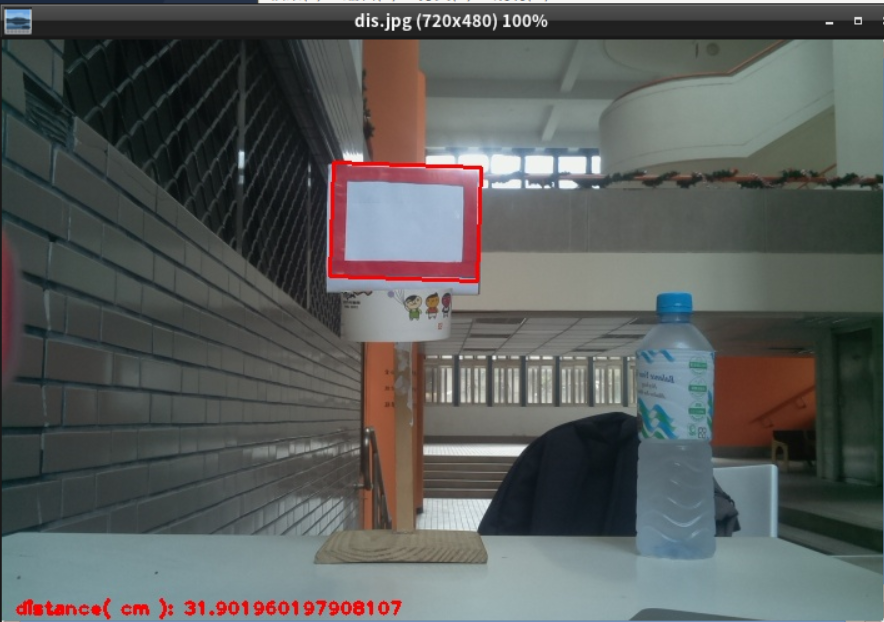 dis.jpg (720x480) 100%
distance( cm ): 31.901960197908107